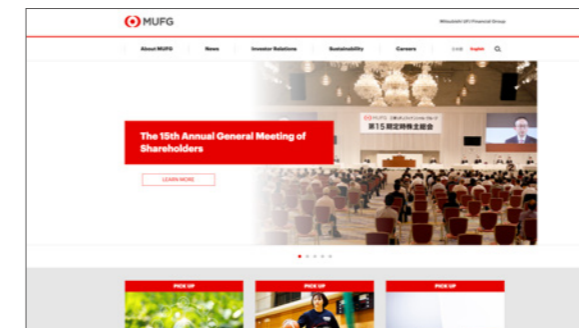 MUFG
Mitsubishi UFJ Financial Group
About MUFG News Investor Relations Sustainability Careers 日本語 English
The 15th Annual General Meeting of
Shareholders
LEARN MORE
第15期定時株主総会
PICK UP PICK UP PICK UP